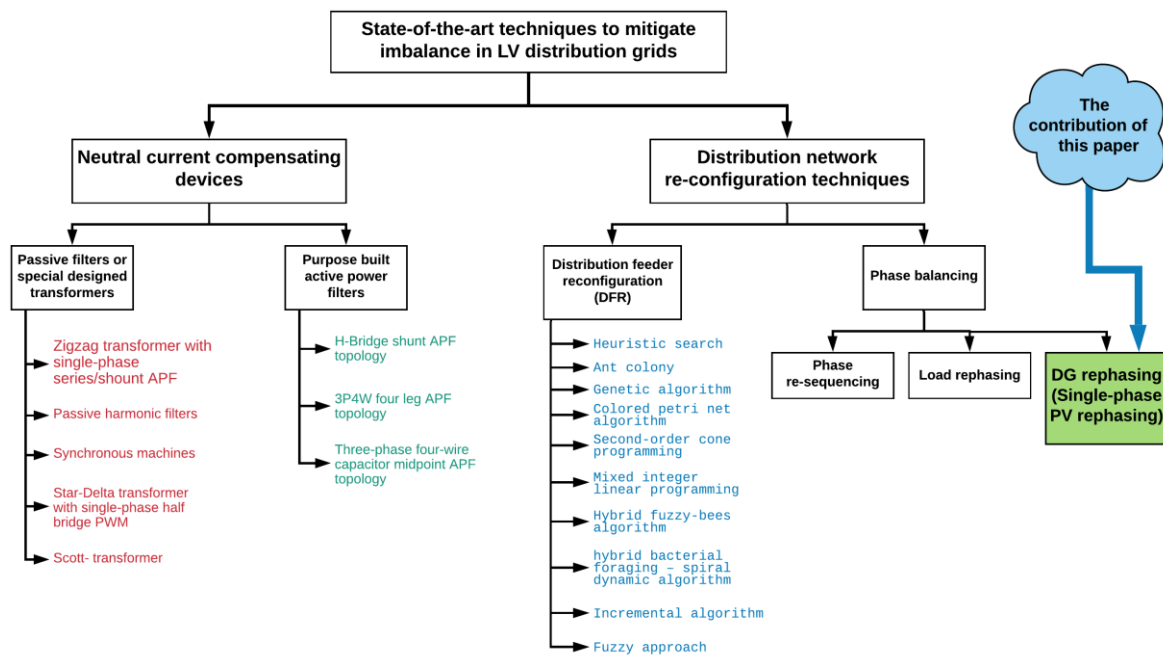 State-of-the-art techniques to mitigate
imbalance in LV distribution grids
The
contribution of
this paper
Neutral current compensating
devices
Distribution network
re-configuration techniques
Passive filters or
special designed
transformers
Purpose built
active power
filters
Distribution feeder
reconfiguration
(DFR)
Phase balancing
Zigzag transformer with
single-phase
series/shount APF
Passive harmonic filters
Synchronous machines
Star-Delta transformer
with single-phase half
bridge PWM
Scott- transformer
H-Bridge shunt APF
topology
3P4W four leg APF
topology
Three-phase four-wire
capacitor midpoint APF
topology
Heuristic search
Ant colony
Genetic algorithm
Colored petri net
algorithm
Second-order cone
programming
Mixed integer
linear programming
Hybrid fuzzy-bees
algorithm
hybrid bacterial
foraging – spiral
dynamic algorithm
Incremental algorithm
Fuzzy approach
Phase
re-sequencing
Load rephasing
DG rephasing
(Single-phase
PV rephasing)